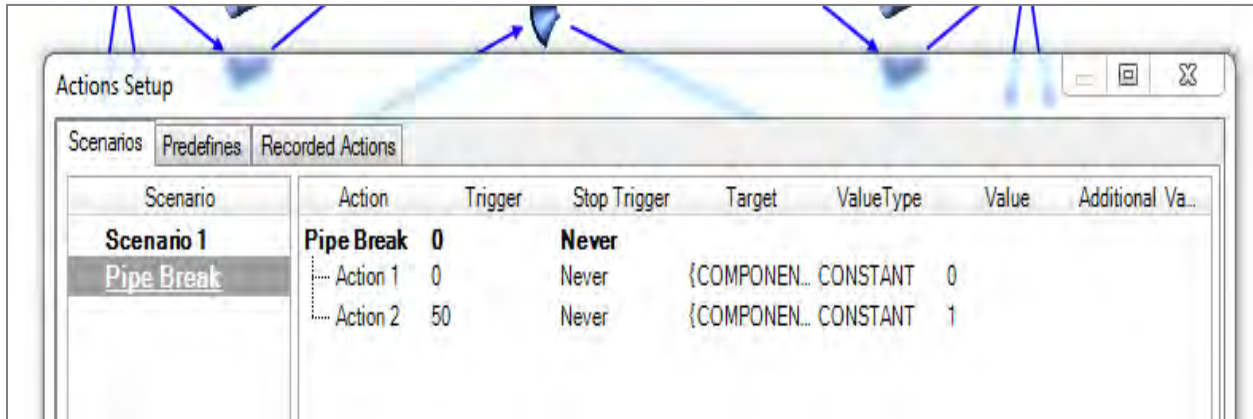 Actions Setup
Scenarios Predefines Recorded Actions
Scenario Action Trigger Stop Trigger Target ValueType Value Additional Va...
Scenario 1 Pipe Break 0 Never
Pipe Break Action 1 0 Never {COMPONEN... CONSTANT 0
Action 2 50 Never {COMPONEN... CONSTANT 1